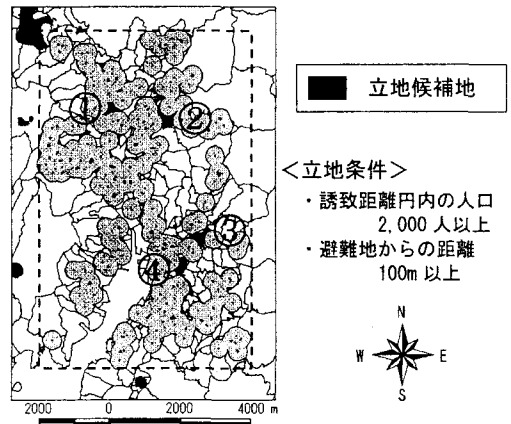 ①
②
③
④
立地候補地
<立地条件>
・誘致距離円内の人口
2,000 人以上
・避難地からの距離
100m 以上
N
W E
S
2000 0 2000 4000 m